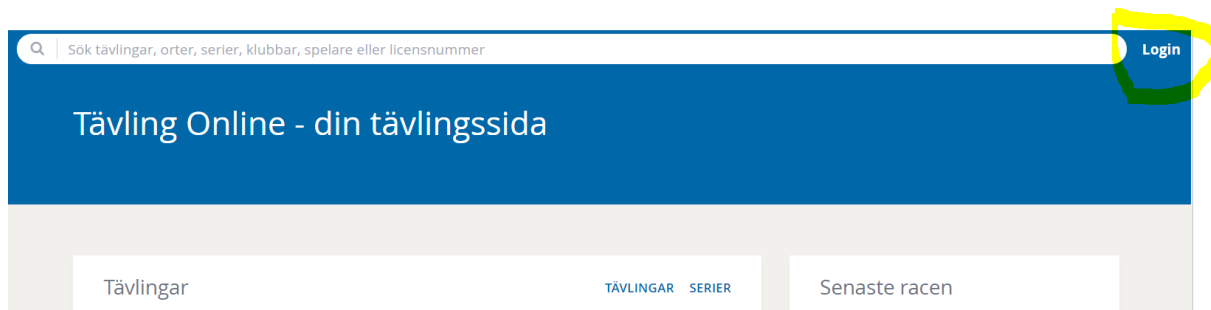 Sök tävlingar, orter, serier, klubbar, spelare eller licensnummer Login
Tävling Online - din tävlingssida
Tävlingar TÄVLINGAR SERIER Senaste racen